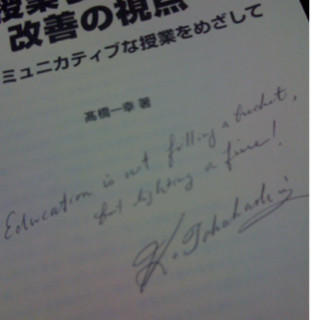 授業
改善の視点
ミュニカティブな授業をめざして
高橋一幸 著
Education is not filling a bucket,
but lighting a fire!
K. Takahashi